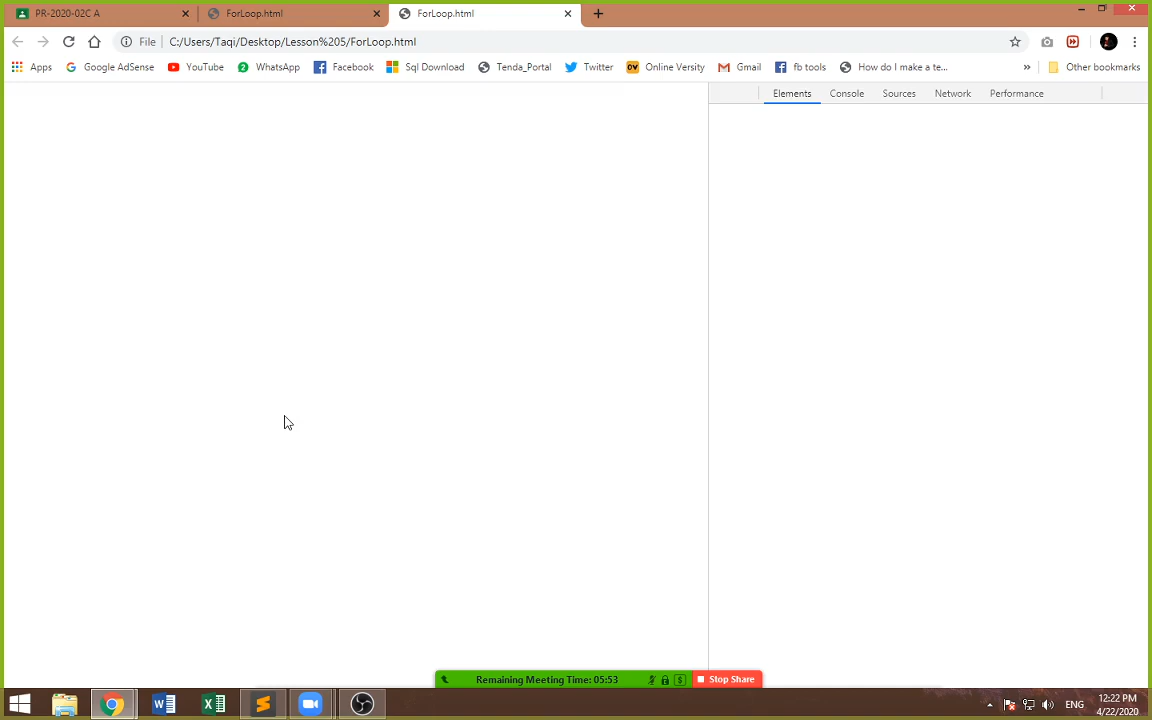 PR-2020-02C A
ForLoop.html
ForLoop.html
File
C:/Users/Taqi/Desktop/Lesson%205/ForLoop.html
Apps
Google AdSense
YouTube
2 WhatsApp
Facebook
Sql Download
Tenda_Portal
Twitter
OV Online Versity
Gmail
fb tools
How do I make a te...
»
Other bookmarks
Elements Console Sources Network Performance
Remaining Meeting Time: 05:53
Stop Share
ENG
12:22 PM
4/22/2020